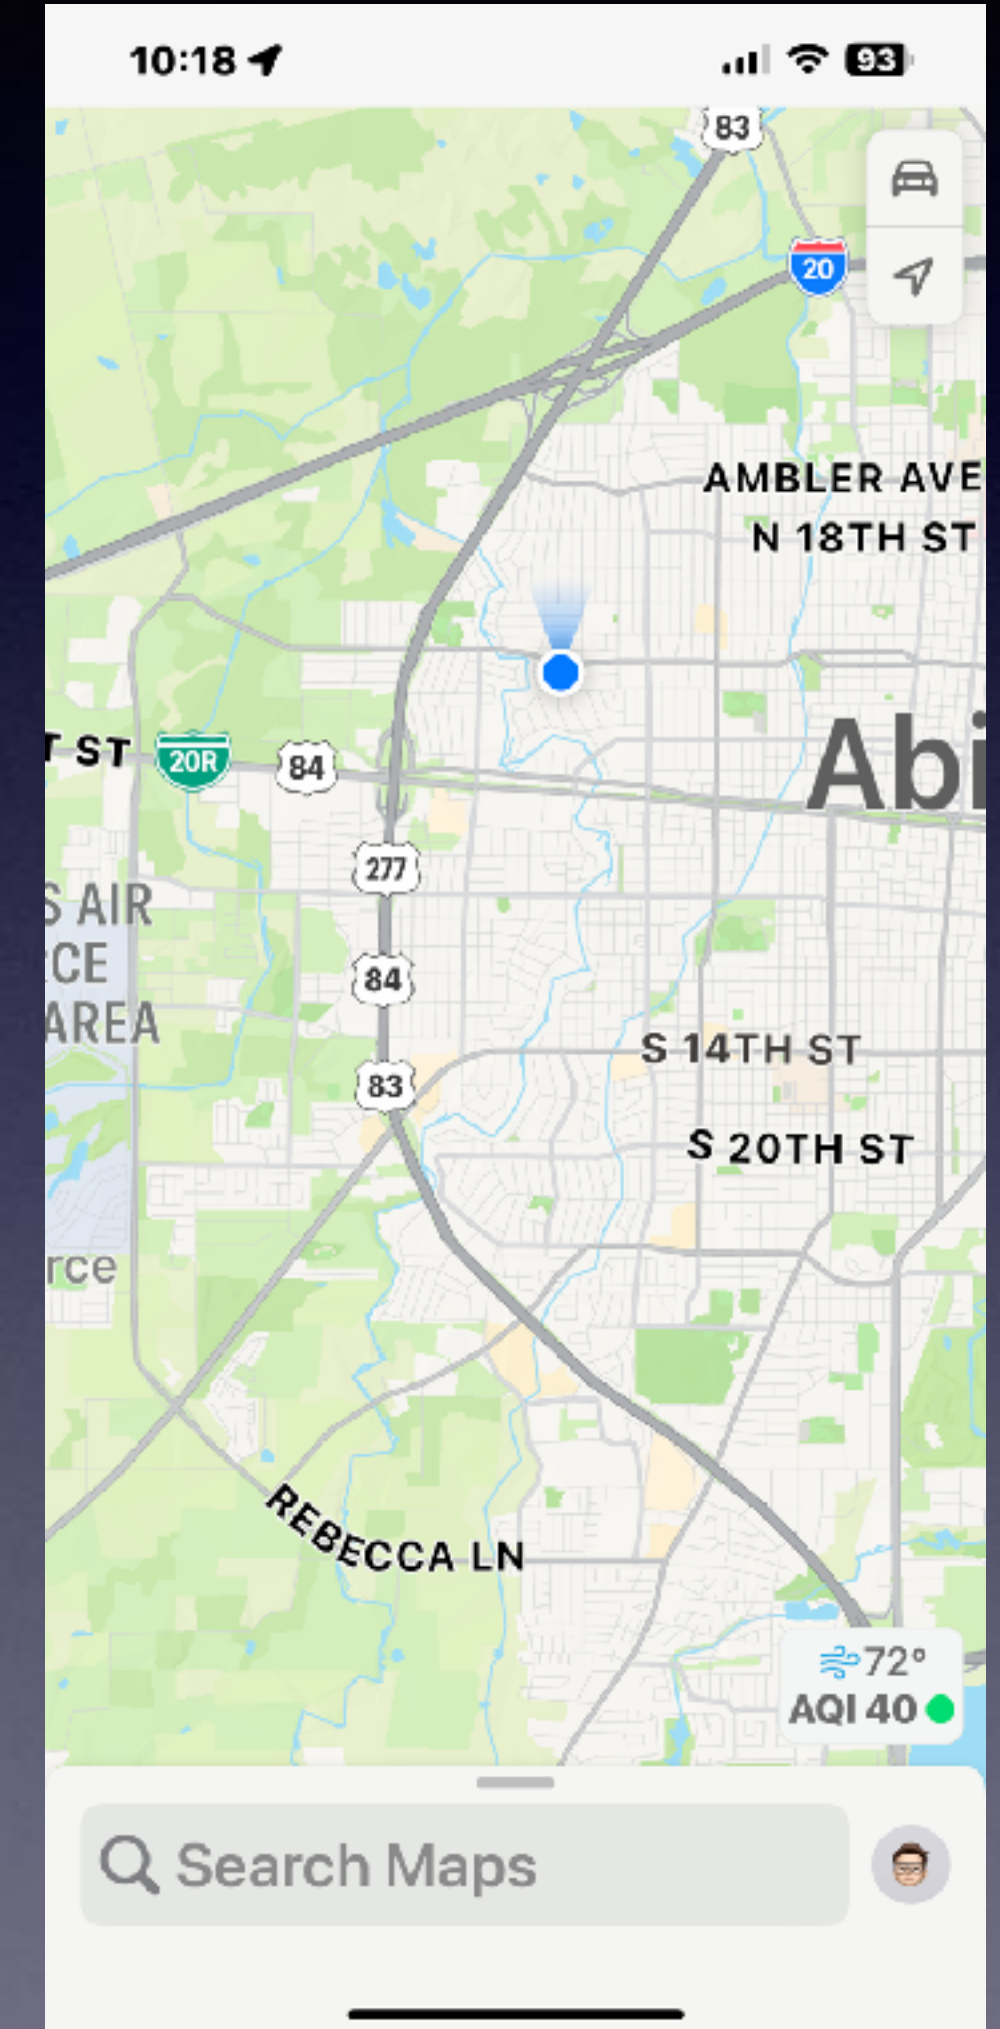 10:18
93
83
20
AMBLER AVE
N 18TH ST
T ST
20R
84
Abi
277
S AIR
CE
AREA
84
S 14TH ST
83
S 20TH ST
rce
REBECCA LN
72°
AQI 40
Search Maps